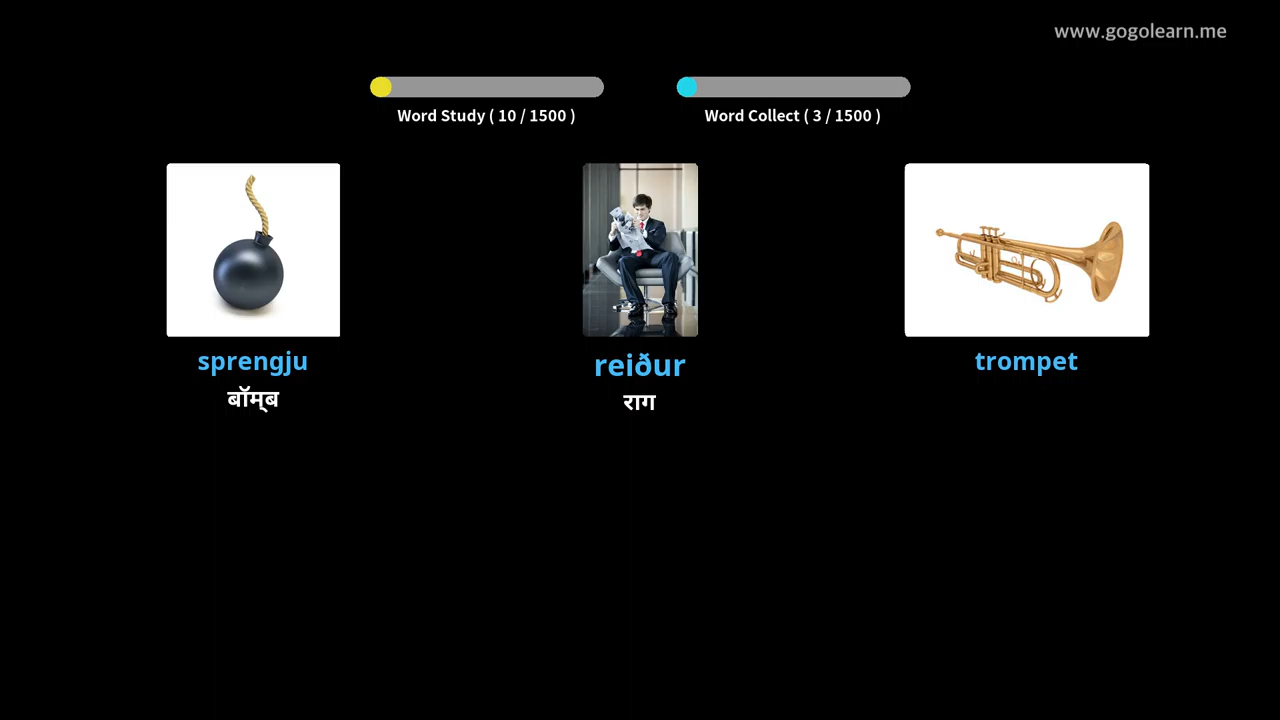 www.gogolearn.me
Word Study ( 10 / 1500 )
Word Collect ( 3 / 1500 )
sprengju
बॉम्ब
reiður
राग
trompet